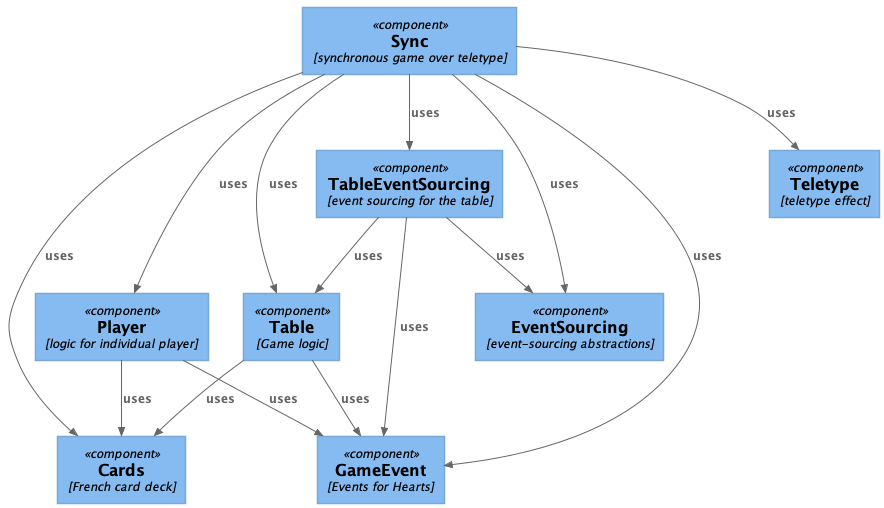 «component»
Sync
[synchronous game over teletype]
uses
uses
«component»
TableEventSourcing
[event sourcing for the table]
«component»
Teletype
[teletype effect]
uses
uses
uses
uses
uses
uses
uses
«component»
Player
[logic for individual player]
«component»
Table
[Game logic]
«component»
EventSourcing
[event-sourcing abstractions]
uses
uses
uses
uses
uses
«component»
Cards
[French card deck]
«component»
GameEvent
[Events for Hearts]